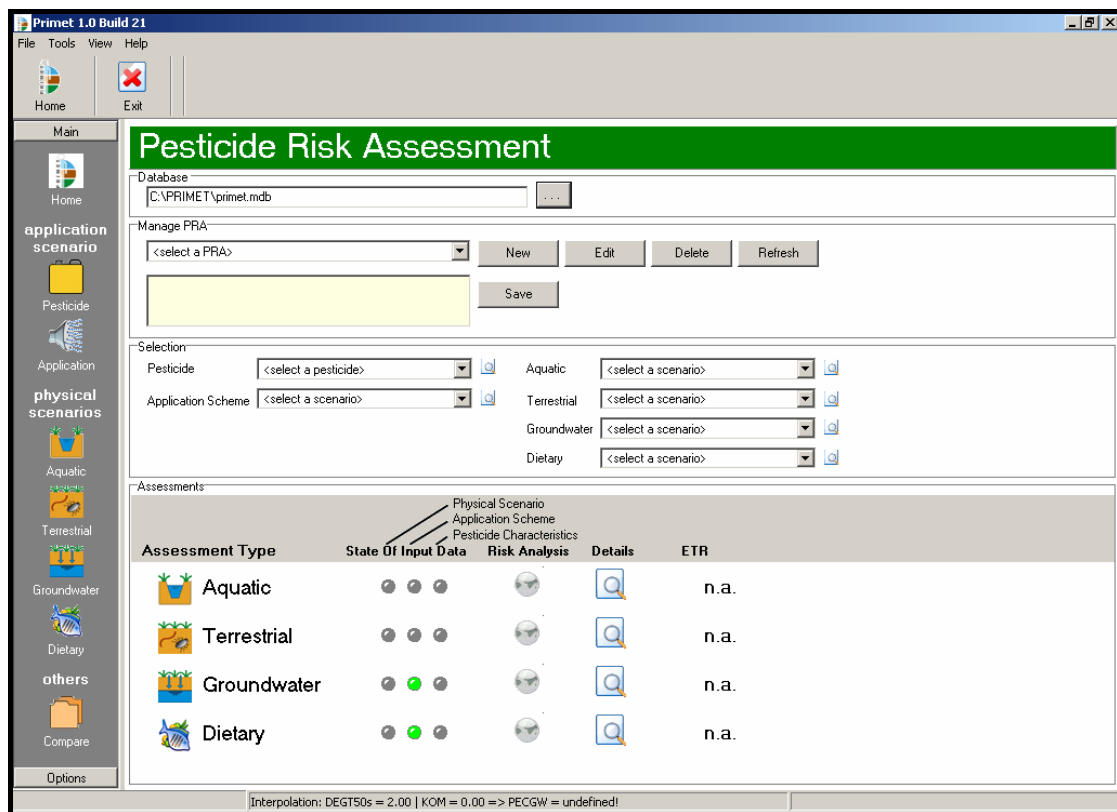 Primet 1.0 Build 21
File Tools View Help
Home Exit
Main
Home
application
scenario
Pesticide
Application
physical
scenarios
Aquatic
Terrestrial
Groundwater
Dietary
others
Compare
Options
Pesticide Risk Assessment
Database
C:\PRIMET\primet.mdb ...
Manage PRA
<select a PRA> New Edit Delete Refresh
Save
Selection
Pesticide <select a pesticide> Aquatic <select a scenario>
Application Scheme <select a scenario> Terrestrial <select a scenario>
Groundwater <select a scenario>
Dietary <select a scenario>
Assessments
Physical Scenario
Application Scheme
Pesticide Characteristics
Assessment Type State Of Input Data Risk Analysis Details ETR
Aquatic n.a.
Terrestrial n.a.
Groundwater n.a.
Dietary n.a.
Interpolation: DEGT50s = 2.00 | KOM = 0.00 => PECGW = undefined!